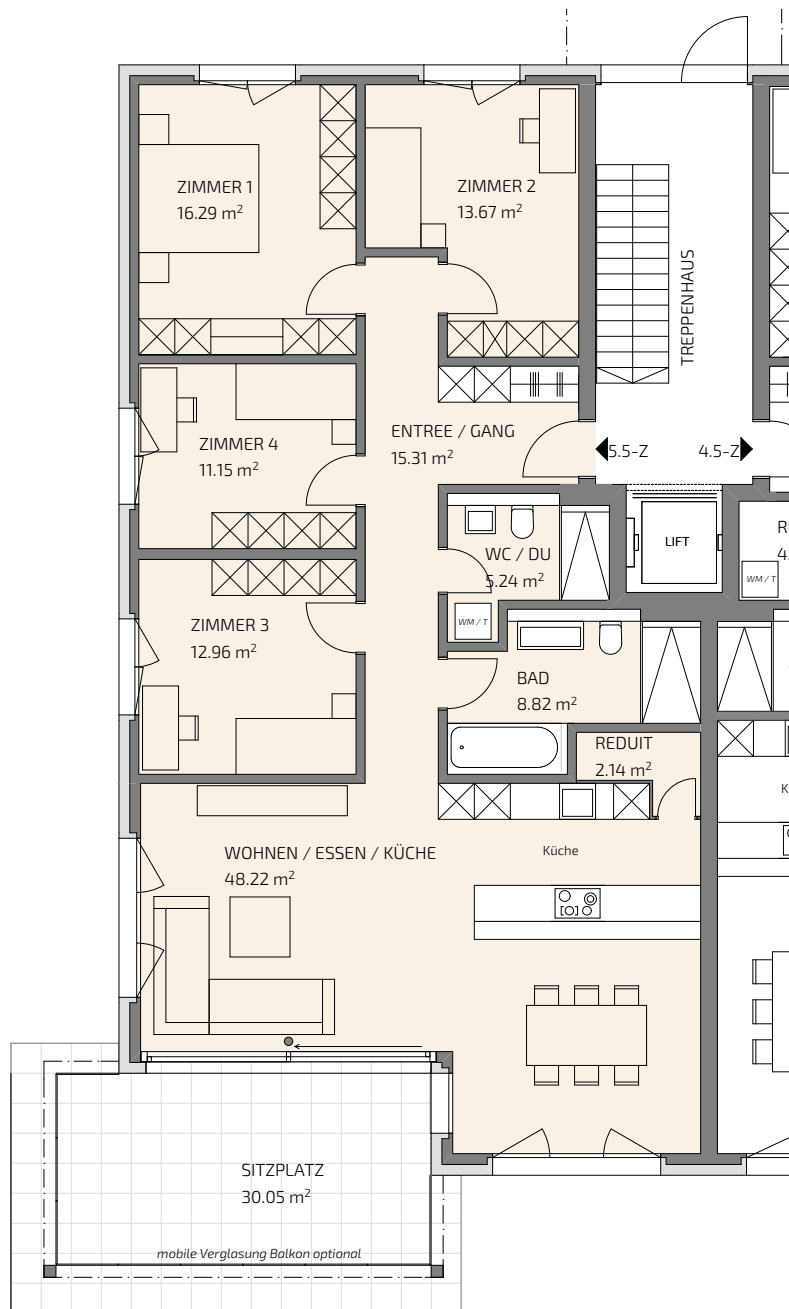 ZIMMER 1
16.29 m²
ZIMMER 2
13.67 m²
TREPPENHAUS
ZIMMER 4
11.15 m²
ENTREE / GANG
15.31 m²
5.5-Z
4.5-Z
LIFT
R
4.
WM / T
WC / DU
5.24 m²
WM / T
ZIMMER 3
12.96 m²
BAD
8.82 m²
REDUIT
2.14 m²
K
WOHNEN / ESSEN / KÜCHE
48.22 m²
Küche
SITZPLATZ
30.05 m²
mobile Verglasung Balkon optional